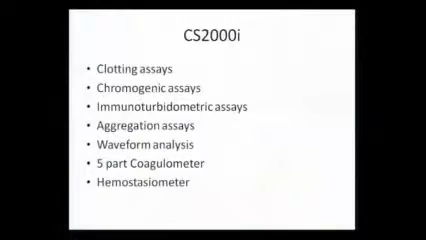 CS2000i
• Clotting assays
• Chromogenic assays
• Immunoturbidometric assays
• Aggregation assays
• Waveform analysis
• 5 part Coagulometer
• Hemostasiometer